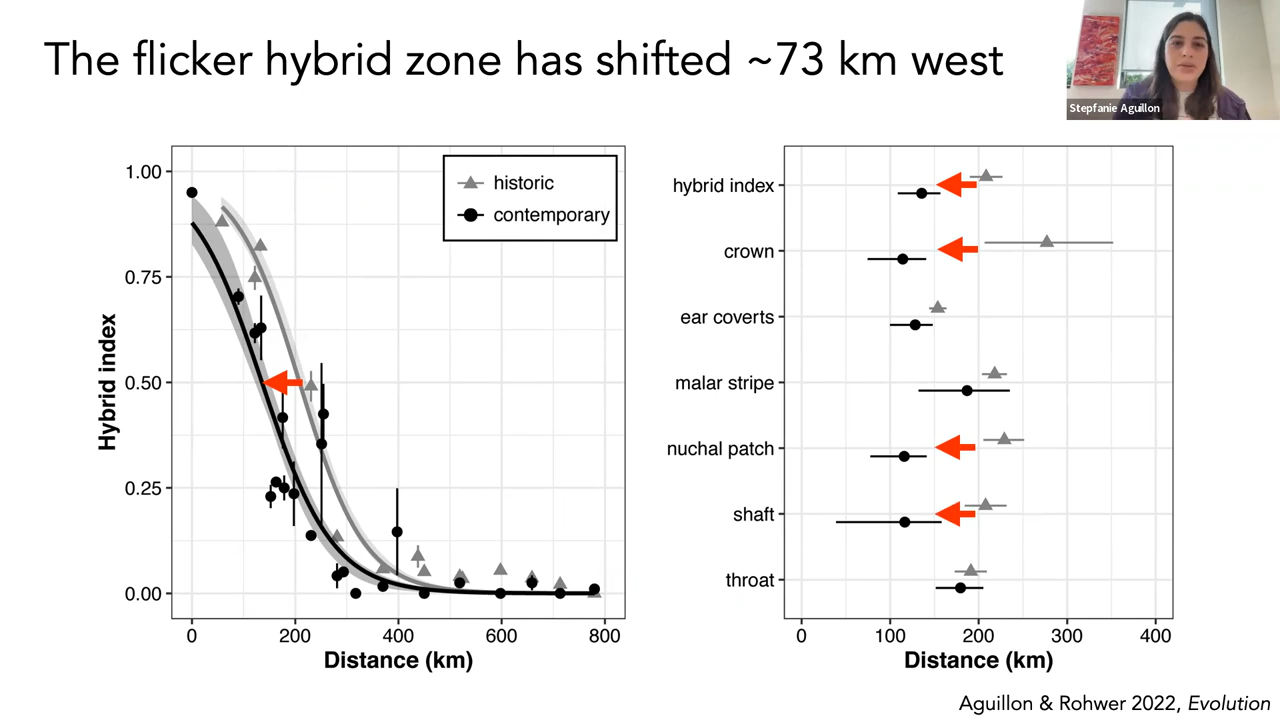 The flicker hybrid zone has shifted ~73 km west
Stepfanie Aguillon
1.00
0.75
0.50
0.25
0.00
Hybrid index
0
200
400
600
800
Distance (km)
historic
contemporary
hybrid index
crown
ear coverts
malar stripe
nuchal patch
shaft
throat
0
100
200
300
400
Distance (km)
Aguillon & Rohwer 2022, Evolution